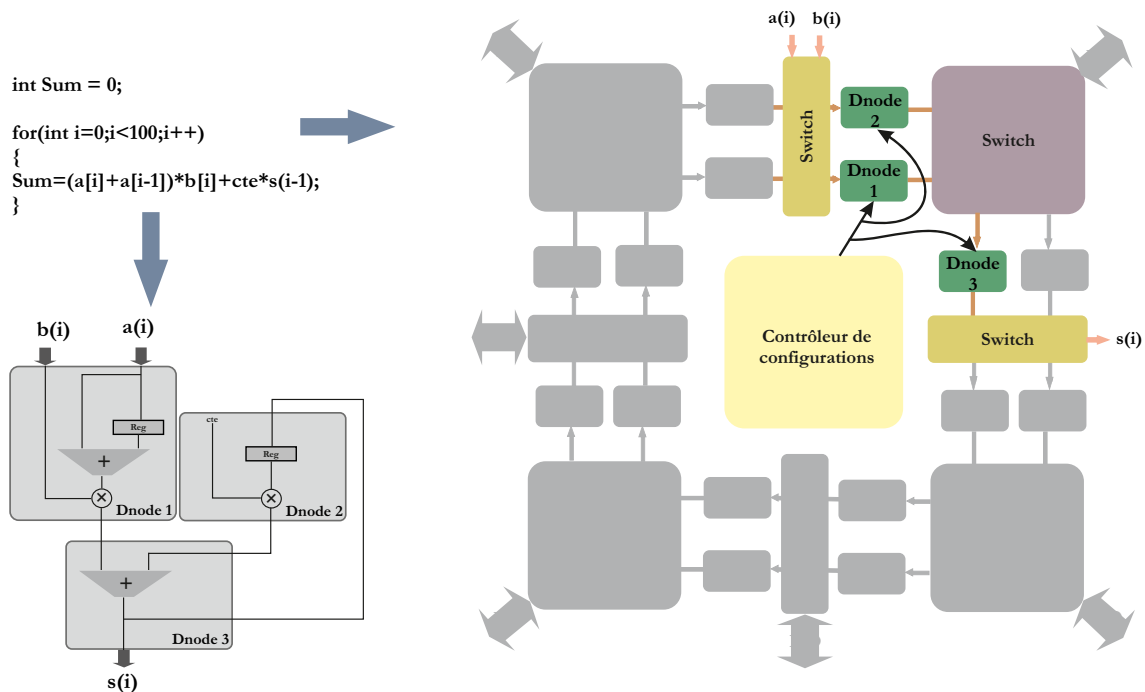 int Sum = 0;
for(int i=0;i<100;i++)
{
Sum=(a[i]+a[i-1])*b[i]+cte*s(i-1);
}
b(i)
a(i)
Reg
+
×
Dnode 1
cte
Reg
×
Dnode 2
+
Dnode 3
s(i)
a(i)
b(i)
Switch
Dnode
2
Dnode
1
Switch
Dnode
3
Switch
s(i)
Contrôleur de
configurations